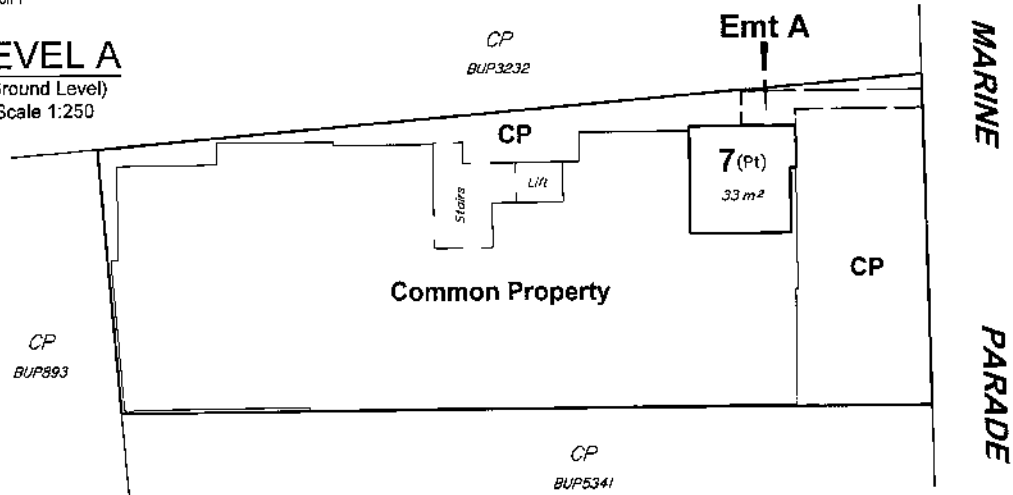 EVEL A
round Level)
Scale 1:250
CP
BUP3232
Emt A
MARINE
CP
7(Pt)
33 m²
Lift
Stairs
CP
Common Property
CP
BUP893
PARADE
CP
BUP5341